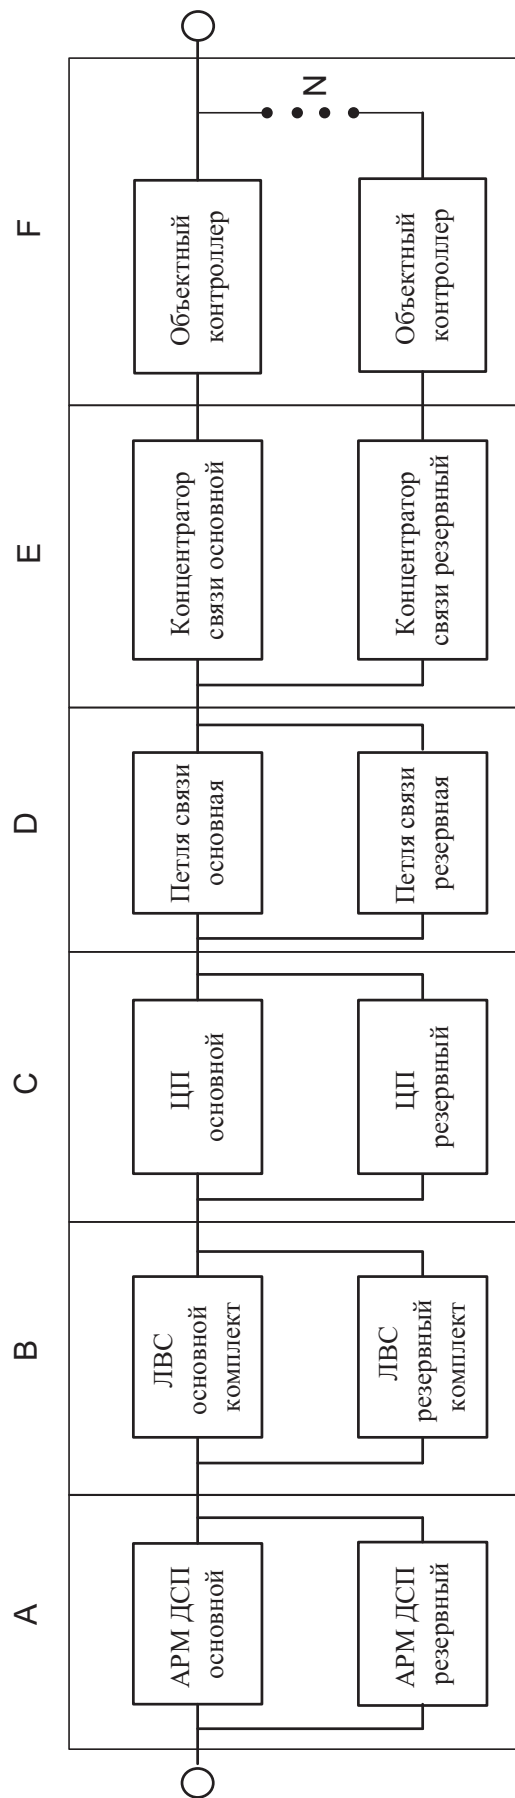 A
B
C
D
E
F
АРМ ДСП
основной
АРМ ДСП
резервный
ЛВС
основной
комплект
ЛВС
резервный
комплект
ЦП
основной
ЦП
резервный
Петля связи
основная
Петля связи
резервная
Концентратор
связи основной
Концентратор
связи резервный
Объектный
контроллер
Объектный
контроллер
N